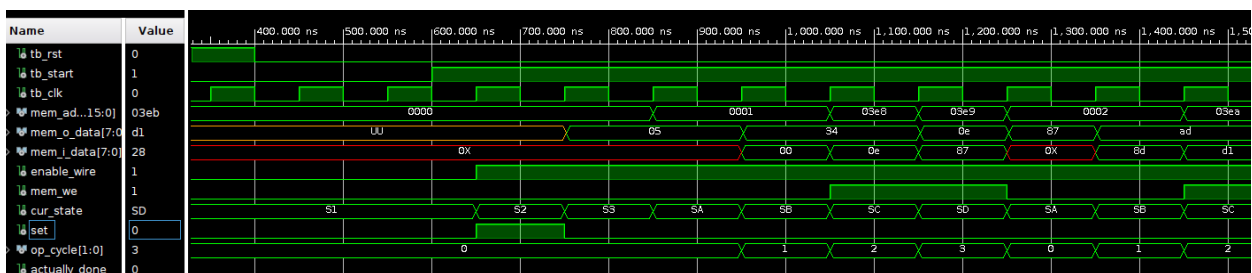 Name Value 400.000 ns 500.000 ns 600.000 ns 700.000 ns 800.000 ns 900.000 ns 1,000.000 ns 1,100.000 ns 1,200.000 ns 1,300.000 ns 1,400.000 ns 1,50
tb_rst 0
tb_start 1
tb_clk 0
mem_ad...15:0] 03eb 0000 0001 03e8 03e9 0002 03ea
mem_o_data[7:0 d1 UU 05 34 0e 87 ad
mem_i_data[7:0] 28 0X 00 0e 87 0X 8d d1
enable_wire 1
mem_we 1
cur_state SD S1 S2 S3 SA SB SC SD SA SB SC
set 0
op_cycle[1:0] 3 0 1 2 3 0 1 2
actually_done 0